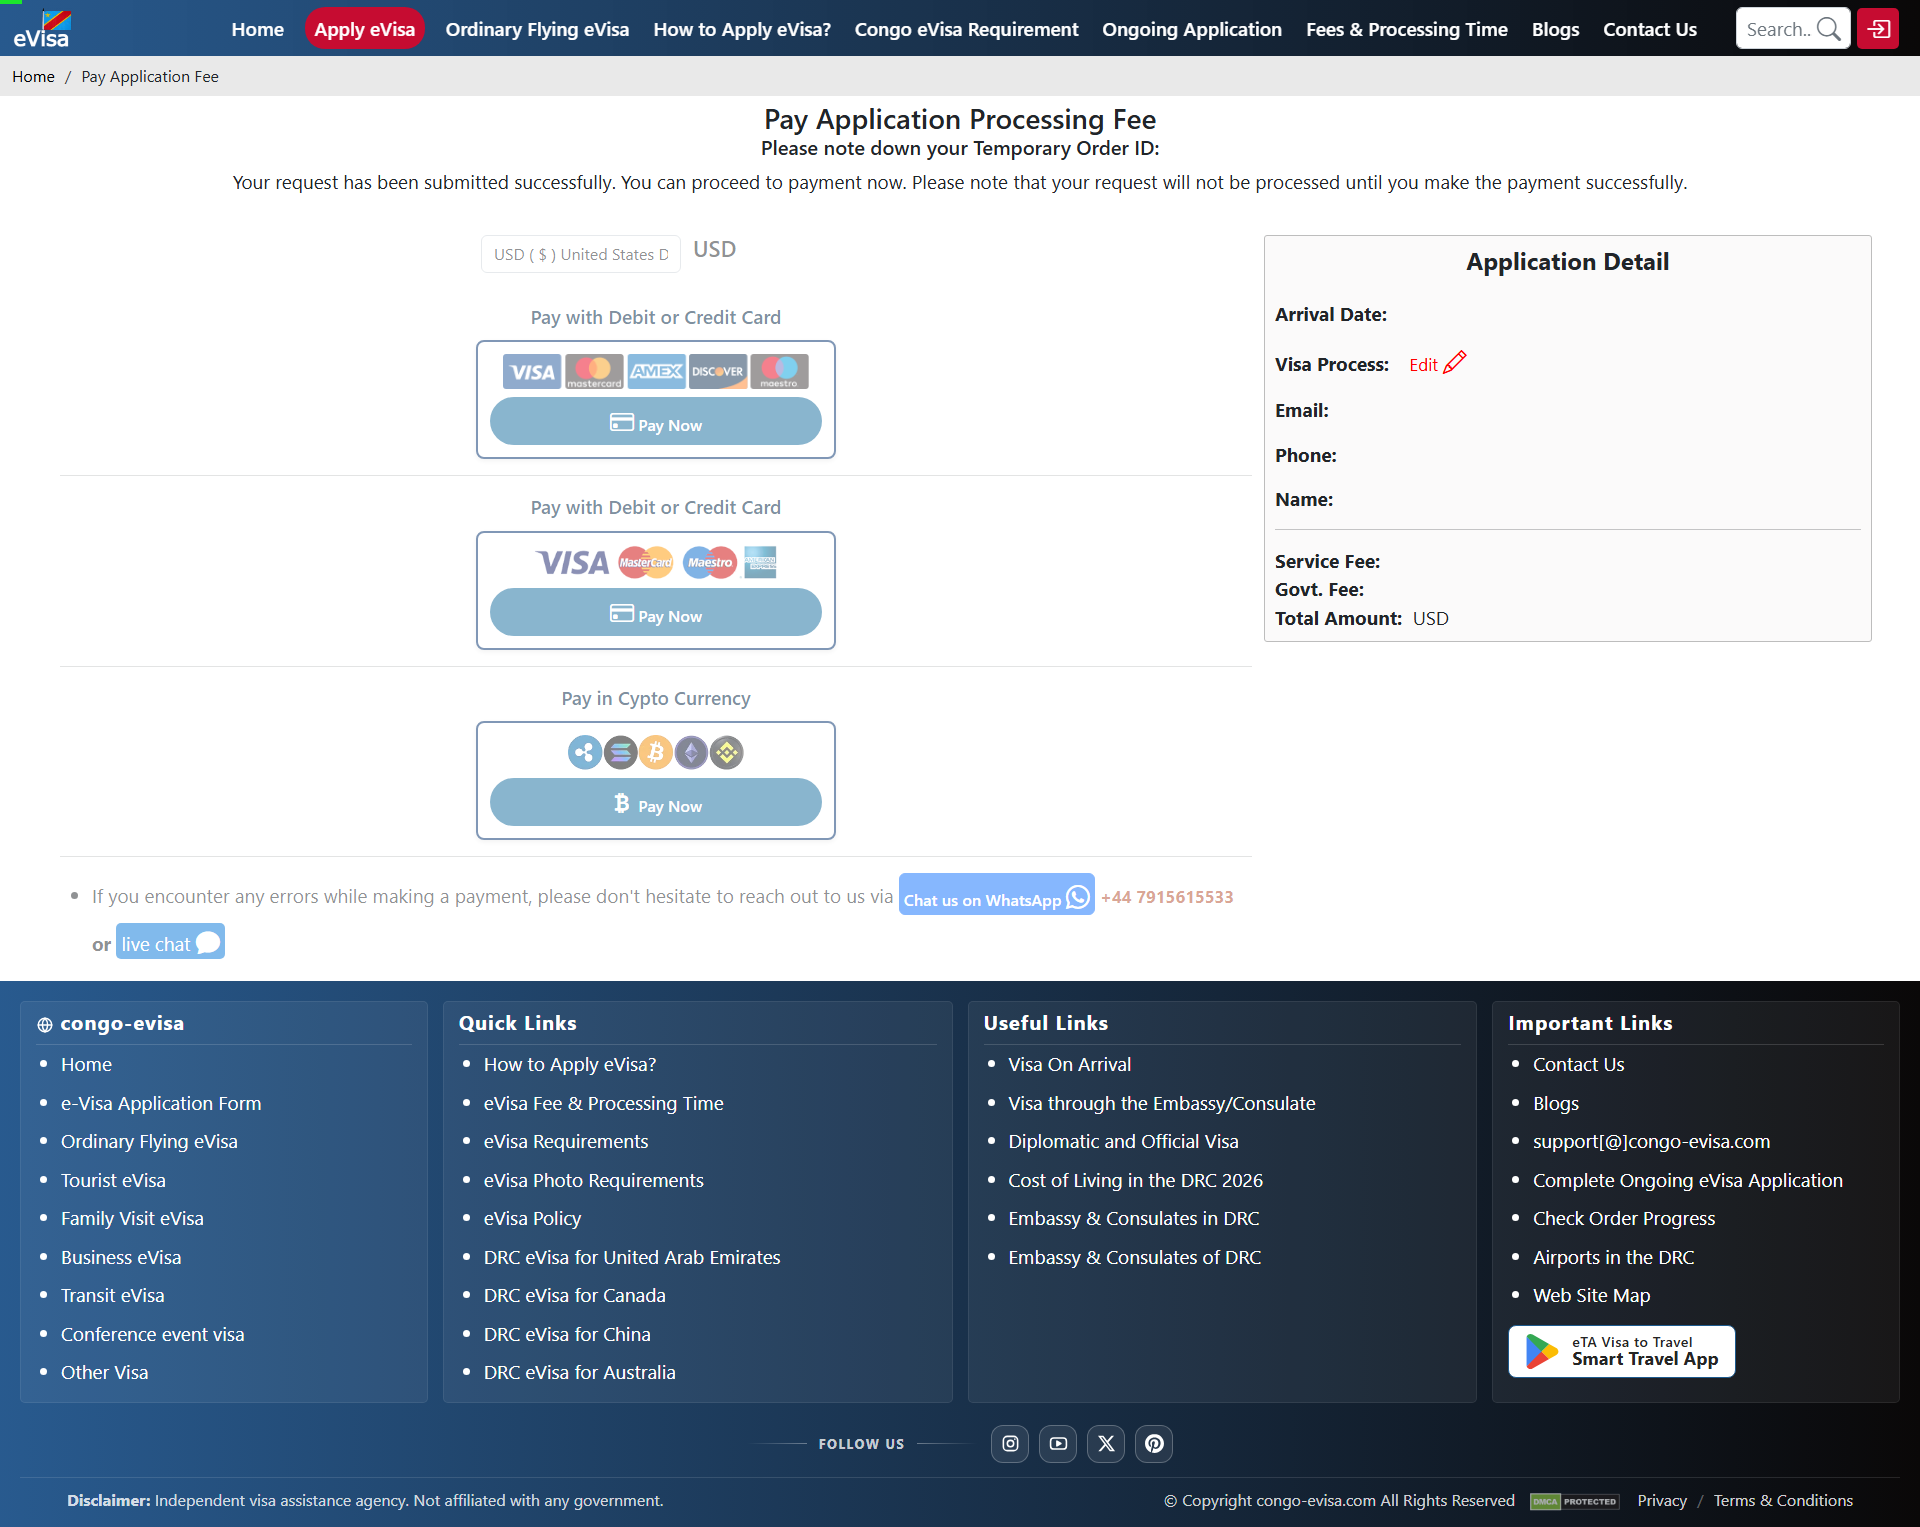 eVisa
Home
Apply eVisa
Ordinary Flying eVisa
How to Apply eVisa?
Congo eVisa Requirement
Ongoing Application
Fees & Processing Time
Blogs
Contact Us
Search..
Home / Pay Application Fee
Pay Application Processing Fee
Please note down your Temporary Order ID:
Your request has been submitted successfully. You can proceed to payment now. Please note that your request will not be processed until you make the payment successfully.
USD ( $ ) United States D
USD
Pay with Debit or Credit Card
VISA mastercard AMEX DISCOVER maestro
Pay Now
Pay with Debit or Credit Card
VISA MasterCard Maestro AMERICAN EXPRESS
Pay Now
Pay in Cypto Currency
Pay Now
If you encounter any errors while making a payment, please don't hesitate to reach out to us via Chat us on WhatsApp +44 7915615533
or live chat
Application Detail
Arrival Date:
Visa Process: Edit
Email:
Phone:
Name:
Service Fee:
Govt. Fee:
Total Amount: USD
congo-evisa
Home
e-Visa Application Form
Ordinary Flying eVisa
Tourist eVisa
Family Visit eVisa
Business eVisa
Transit eVisa
Conference event visa
Other Visa
Quick Links
How to Apply eVisa?
eVisa Fee & Processing Time
eVisa Requirements
eVisa Photo Requirements
eVisa Policy
DRC eVisa for United Arab Emirates
DRC eVisa for Canada
DRC eVisa for China
DRC eVisa for Australia
Useful Links
Visa On Arrival
Visa through the Embassy/Consulate
Diplomatic and Official Visa
Cost of Living in the DRC 2026
Embassy & Consulates in DRC
Embassy & Consulates of DRC
Important Links
Contact Us
Blogs
support[@]congo-evisa.com
Complete Ongoing eVisa Application
Check Order Progress
Airports in the DRC
Web Site Map
eTA Visa to Travel
Smart Travel App
FOLLOW US
Disclaimer: Independent visa assistance agency. Not affiliated with any government.
© Copyright congo-evisa.com All Rights Reserved
DMCA PROTECTED
Privacy / Terms & Conditions